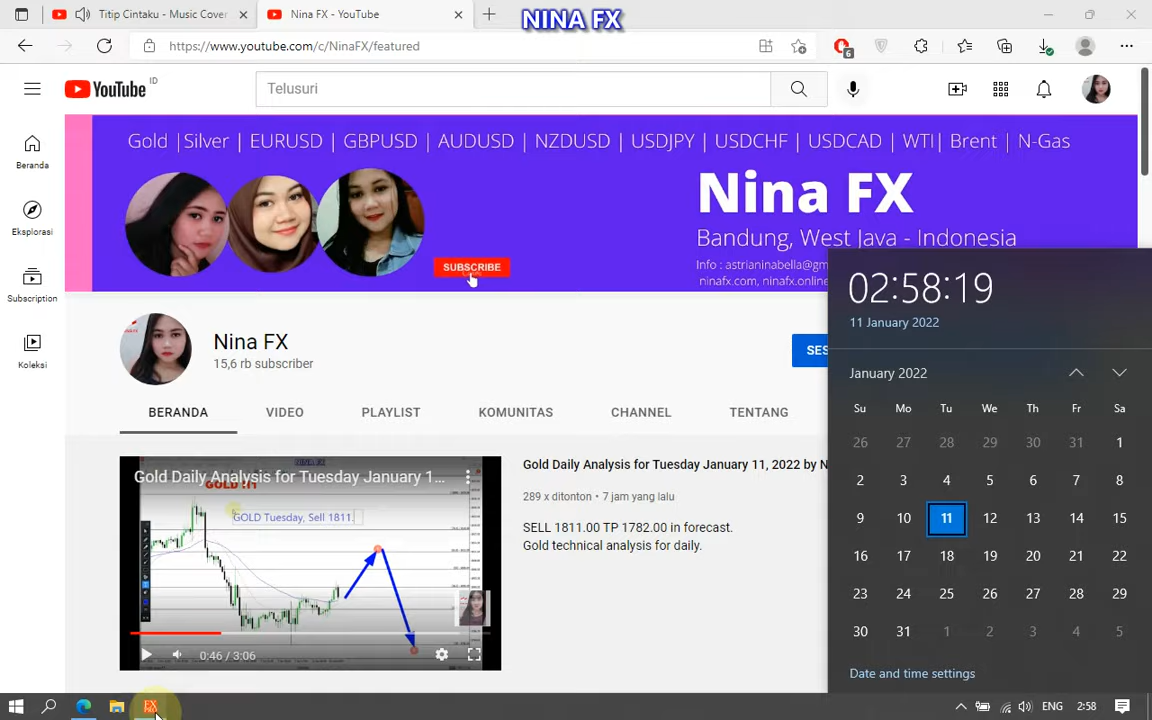 Titip Cintaku - Music Cover
Nina FX - YouTube
NINA FX
https://www.youtube.com/c/NinaFX/featured
6
YouTube ID
Telusuri
Beranda
Eksplorasi
Subscription
Koleksi
Gold | Silver | EURUSD | GBPUSD | AUDUSD | NZDUSD | USDJPY | USDCHF | USDCAD | WTI | Brent | N-Gas
Nina FX
Bandung, West Java - Indonesia
Info : astrianinabella@gm
ninafx.com, ninafx.online
SUBSCRIBE
Nina FX
15,6 rb subscriber
SES
BERANDA
VIDEO
PLAYLIST
KOMUNITAS
CHANNEL
TENTANG
Gold Daily Analysis for Tuesday January 1...
GOLD Tuesday, Sell 1811.
0:46 / 3:06
Gold Daily Analysis for Tuesday January 11, 2022 by N
289 x ditonton • 7 jam yang lalu
SELL 1811.00 TP 1782.00 in forecast.
Gold technical analysis for daily.
02:58:19
11 January 2022
January 2022
Su Mo Tu We Th Fr Sa
26 27 28 29 30 31 1
2 3 4 5 6 7 8
9 10 11 12 13 14 15
16 17 18 19 20 21 22
23 24 25 26 27 28 29
30 31 1 2 3 4 5
Date and time settings
ENG
2:58